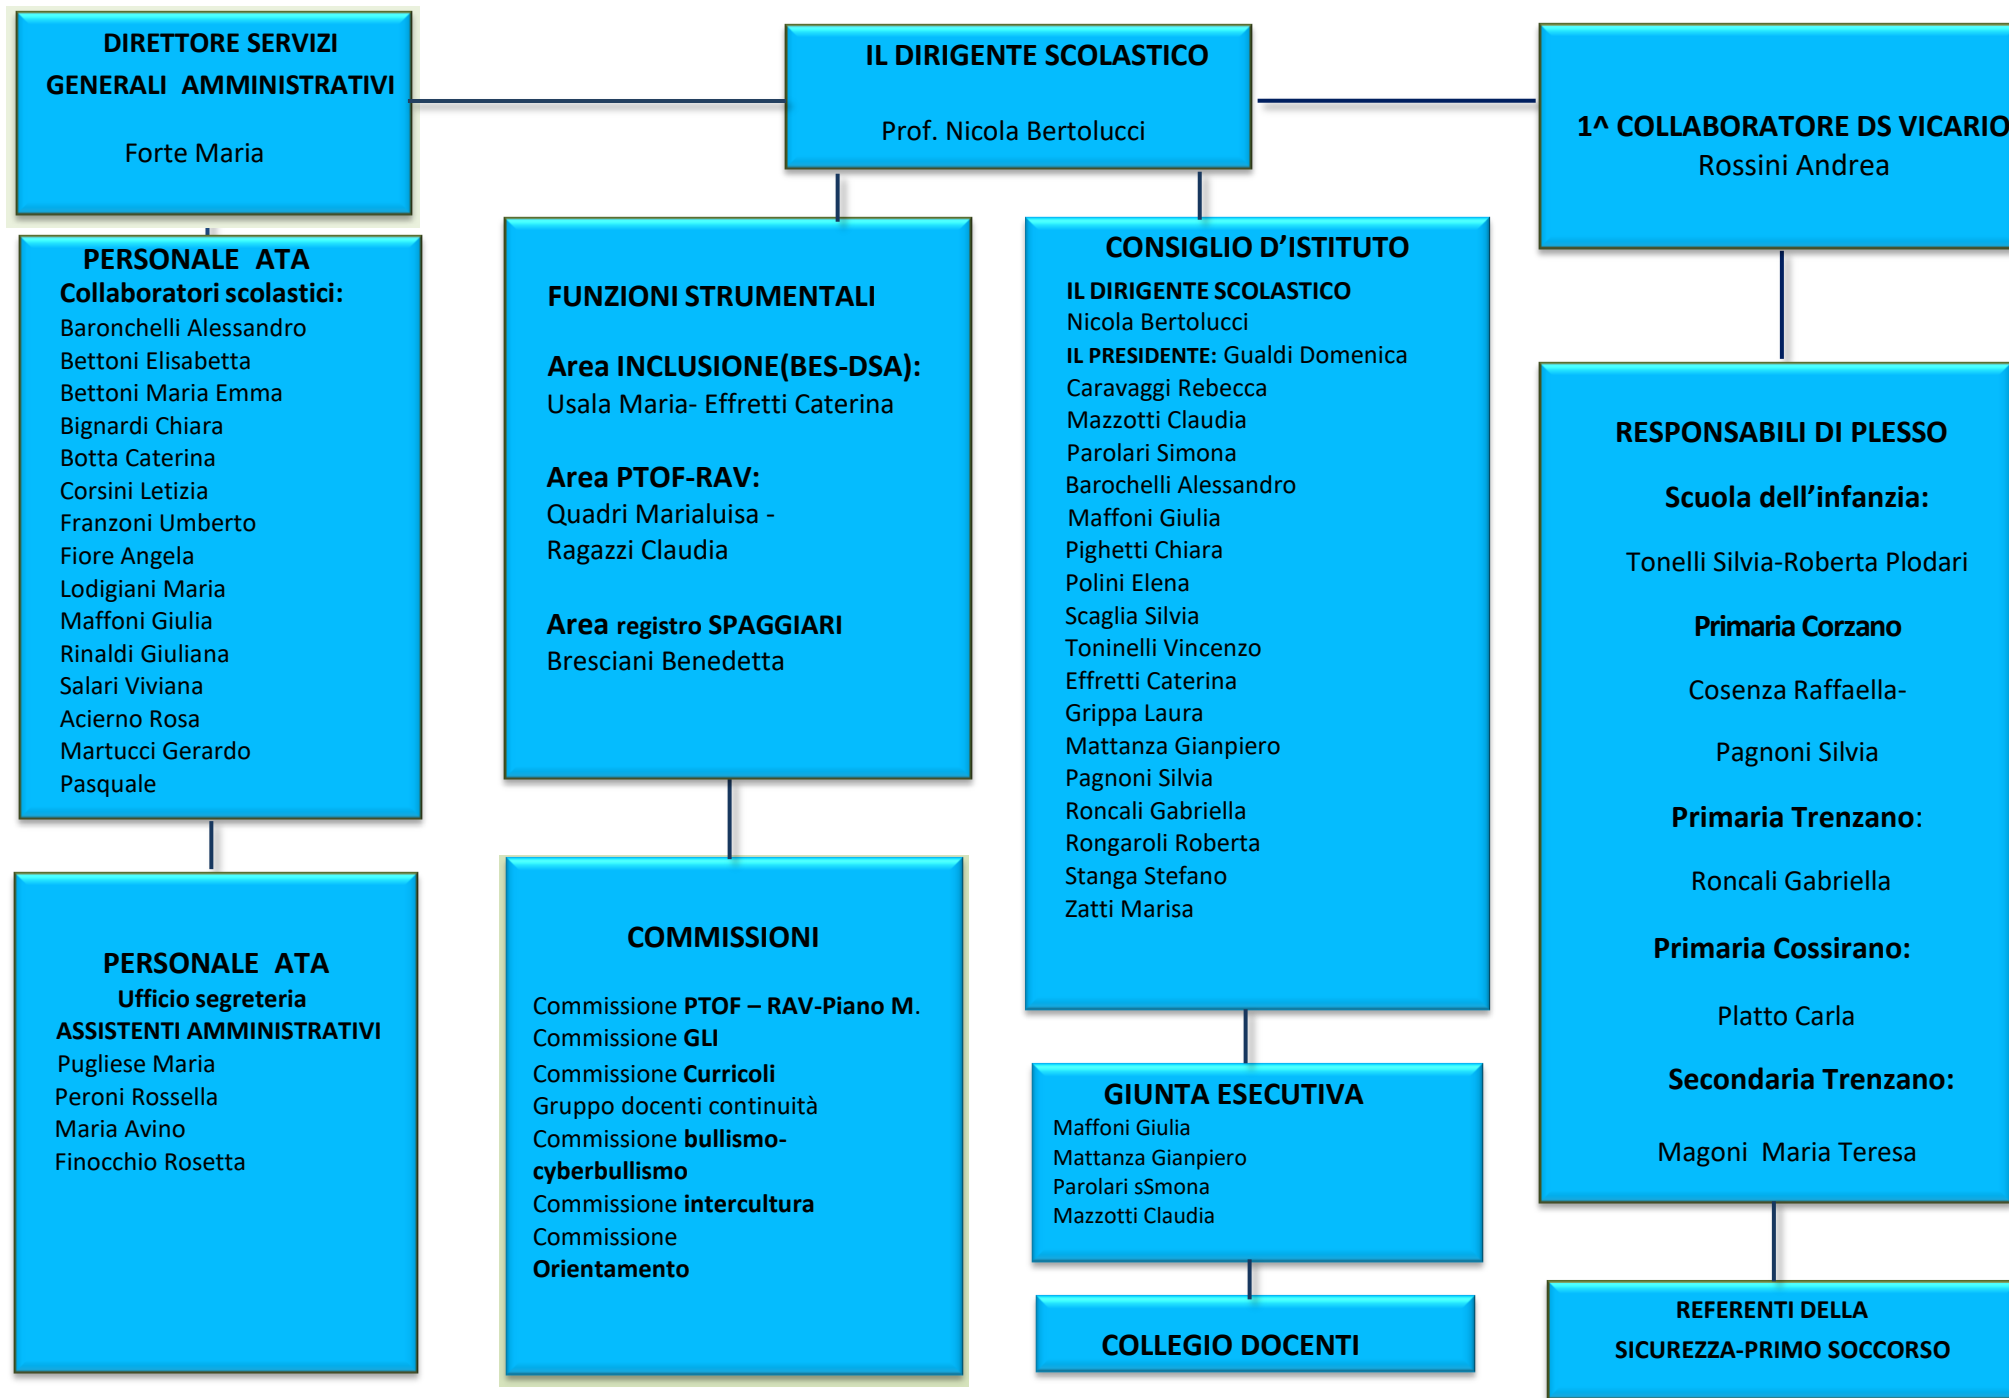 DIRETTORE SERVIZI
GENERALI AMMINISTRATIVI
Forte Maria
IL DIRIGENTE SCOLASTICO
Prof. Nicola Bertolucci
1^ COLLABORATORE DS VICARIO
Rossini Andrea
PERSONALE ATA
Collaboratori scolastici:
Baronchelli Alessandro
Bettoni Elisabetta
Bettoni Maria Emma
Bignardi Chiara
Botta Caterina
Corsini Letizia
Franzoni Umberto
Fiore Angela
Lodigiani Maria
Maffoni Giulia
Rinaldi Giuliana
Salari Viviana
Acierno Rosa
Martucci Gerardo
Pasquale
PERSONALE ATA
Ufficio segreteria
ASSISTENTI AMMINISTRATIVI
Pugliese Maria
Peroni Rossella
Maria Avino
Finocchio Rosetta
FUNZIONI STRUMENTALI
Area INCLUSIONE(BES-DSA):
Usala Maria- Effretti Caterina
Area PTOF-RAV:
Quadri Marialuisa -
Ragazzi Claudia
Area registro SPAGGIARI
Bresciani Benedetta
COMMISSIONI
Commissione PTOF – RAV-Piano M.
Commissione GLI
Commissione Curricoli
Gruppo docenti continuità
Commissione bullismo-
cyberbullismo
Commissione intercultura
Commissione
Orientamento
CONSIGLIO D’ISTITUTO
IL DIRIGENTE SCOLASTICO
Nicola Bertolucci
IL PRESIDENTE: Gualdi Domenica
Caravaggi Rebecca
Mazzotti Claudia
Parolari Simona
Barochelli Alessandro
Maffoni Giulia
Pighetti Chiara
Polini Elena
Scaglia Silvia
Toninelli Vincenzo
Effretti Caterina
Grippa Laura
Mattanza Gianpiero
Pagnoni Silvia
Roncali Gabriella
Rongaroli Roberta
Stanga Stefano
Zatti Marisa
GIUNTA ESECUTIVA
Maffoni Giulia
Mattanza Gianpiero
Parolari sSmona
Mazzotti Claudia
COLLEGIO DOCENTI
RESPONSABILI DI PLESSO
Scuola dell’infanzia:
Tonelli Silvia-Roberta Plodari
Primaria Corzano
Cosenza Raffaella-
Pagnoni Silvia
Primaria Trenzano:
Roncali Gabriella
Primaria Cossirano:
Platto Carla
Secondaria Trenzano:
Magoni Maria Teresa
REFERENTI DELLA
SICUREZZA-PRIMO SOCCORSO